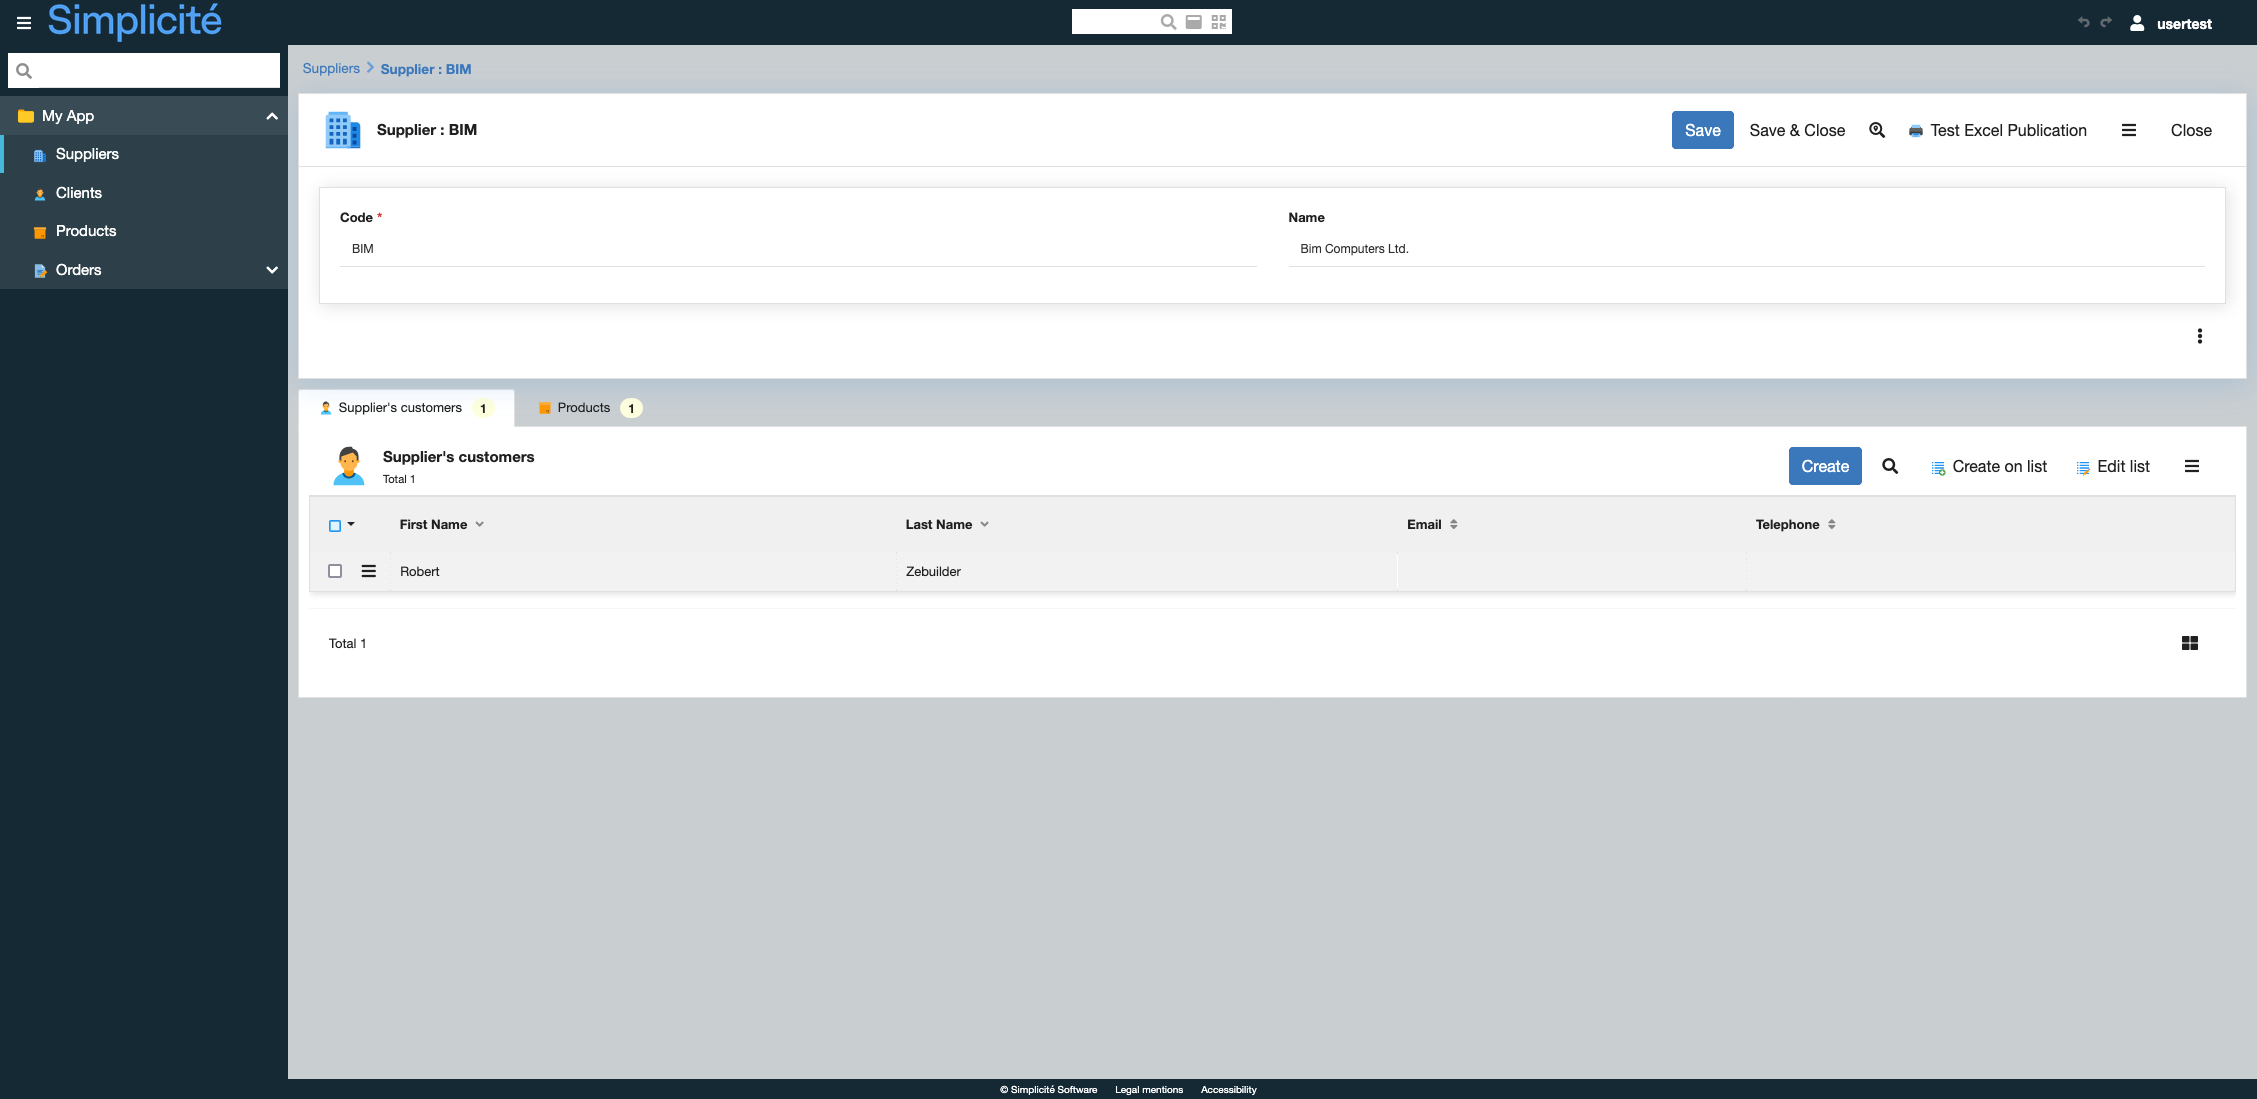 Simplicité
usertest
My App
Suppliers
Clients
Products
Orders
Suppliers Supplier : BIM
Supplier : BIM
Save Save & Close Test Excel Publication Close
Code * Name
BIM Bim Computers Ltd.
Supplier's customers 1 Products 1
Supplier's customers
Total 1
Create Create on list Edit list
First Name Last Name Email Telephone
Robert Zebuilder
Total 1
© Simplicité Software Legal mentions Accessibility